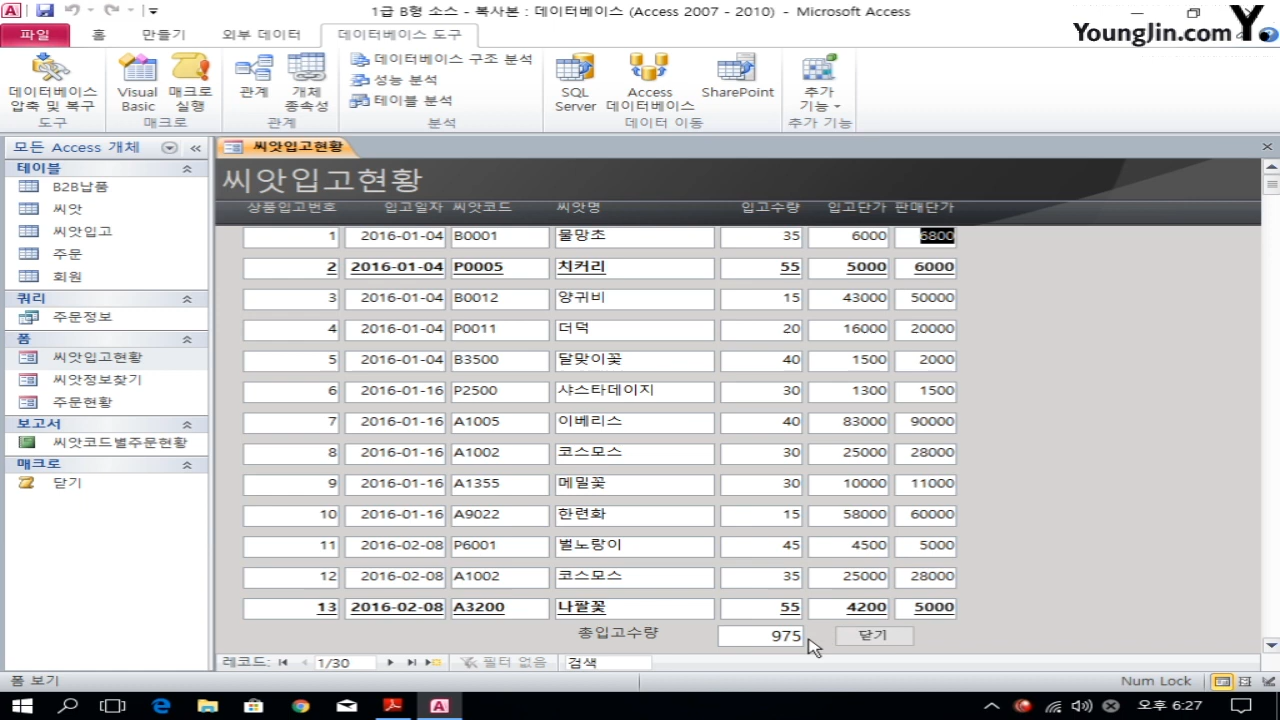 1급 B형 소스 - 복사본 : 데이터베이스 (Access 2007 - 2010) - Microsoft Access
YoungJin.com Y.
파일 홈 만들기 외부 데이터 데이터베이스 도구
데이터베이스 압축 및 복구
도구
Visual Basic
매크로 실행
매크로
관계
개체 종속성
관계
데이터베이스 구조 분석
성능 분석
테이블 분석
분석
SQL Server
Access 데이터베이스
SharePoint
데이터 이동
추가 기능
추가 기능
모든 Access 개체 «
테이블
B2B납품
씨앗
씨앗입고
주문
회원
쿼리
주문정보
폼
씨앗입고현황
씨앗정보찾기
주문현황
보고서
씨앗코드별주문현황
매크로
닫기
씨앗입고현황
씨앗입고현황
상품입고번호 입고일자 씨앗코드 씨앗명 입고수량 입고단가 판매단가
1 2016-01-04 B0001 물망초 35 6000 6800
2 2016-01-04 P0005 치커리 55 5000 6000
3 2016-01-04 B0012 양귀비 15 43000 50000
4 2016-01-04 P0011 더덕 20 16000 20000
5 2016-01-04 B3500 달맞이꽃 40 1500 2000
6 2016-01-16 P2500 샤스타데이지 30 1300 1500
7 2016-01-16 A1005 이베리스 40 83000 90000
8 2016-01-16 A1002 코스모스 30 25000 28000
9 2016-01-16 A1355 메밀꽃 30 10000 11000
10 2016-01-16 A9022 한련화 15 58000 60000
11 2016-02-08 P6001 벌노랑이 45 4500 5000
12 2016-02-08 A1002 코스모스 35 25000 28000
13 2016-02-08 A3200 나팔꽃 55 4200 5000
총입고수량 975 닫기
레코드: 1/30 필터 없음 검색
폼 보기 Num Lock
오후 6:27